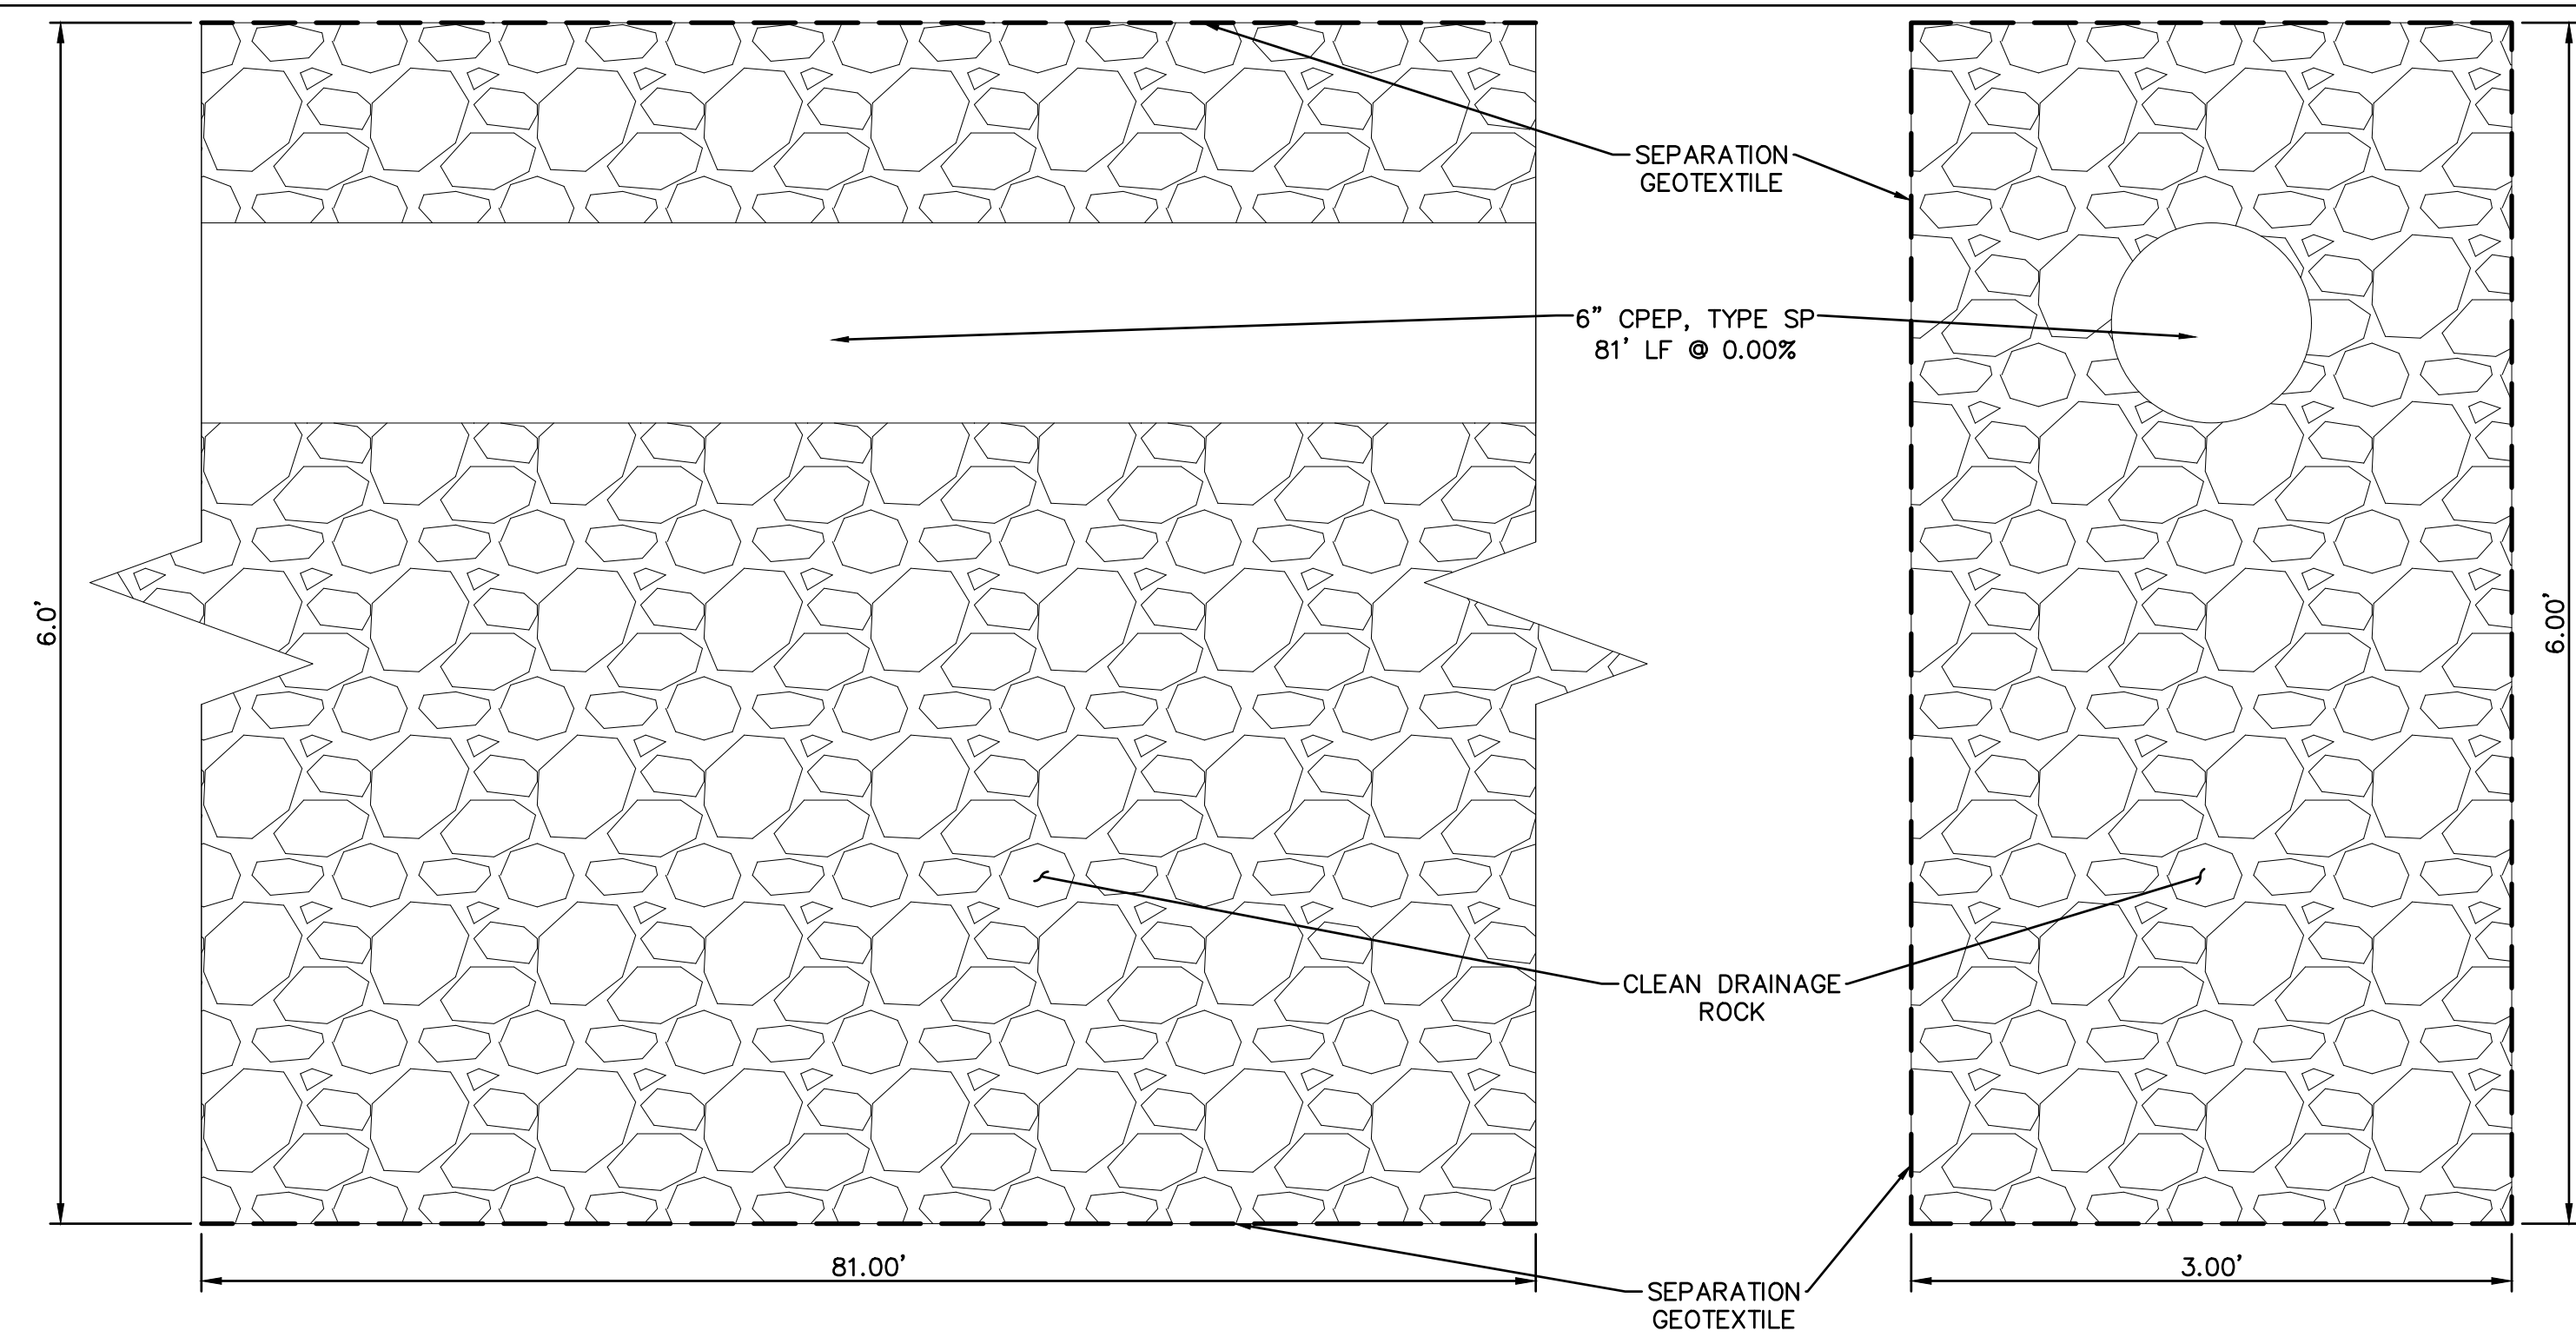 SEPARATION
GEOTEXTILE
6” CPEP, TYPE SP
81’ LF @ 0.00%
6.0’
6.00’
CLEAN DRAINAGE
ROCK
81.00’
3.00’
SEPARATION
GEOTEXTILE